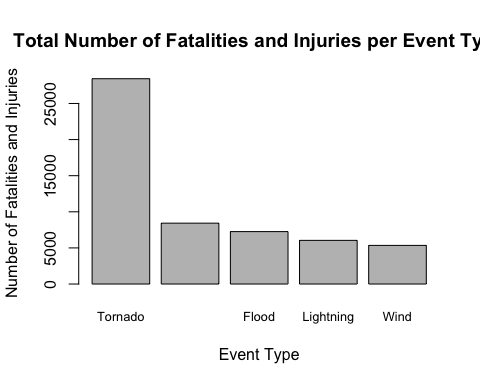 Total Number of Fatalities and Injuries per Event Ty
Number of Fatalities and Injuries
25000
15000
5000
0
Tornado Flood Lightning Wind
Event Type